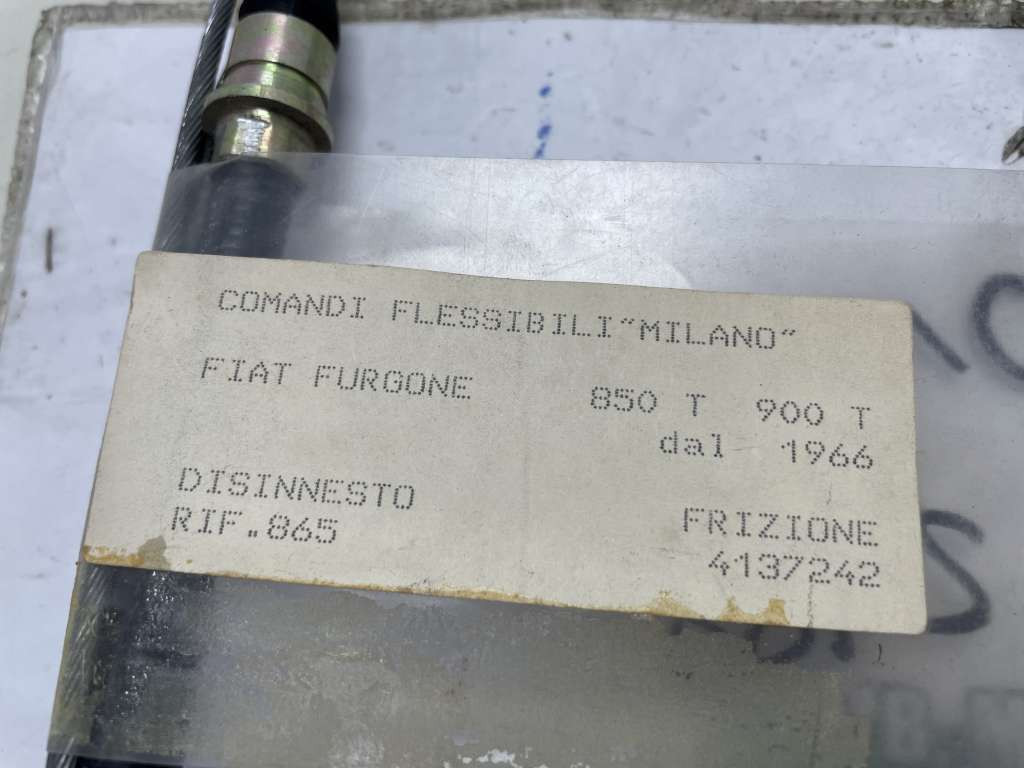 COMANDI FLESSIBILI"MILANO"
FIAT FURGONE 850 T 900 T
dal 1966
DISINNESTO FRIZIONE
RIF.865 4137242